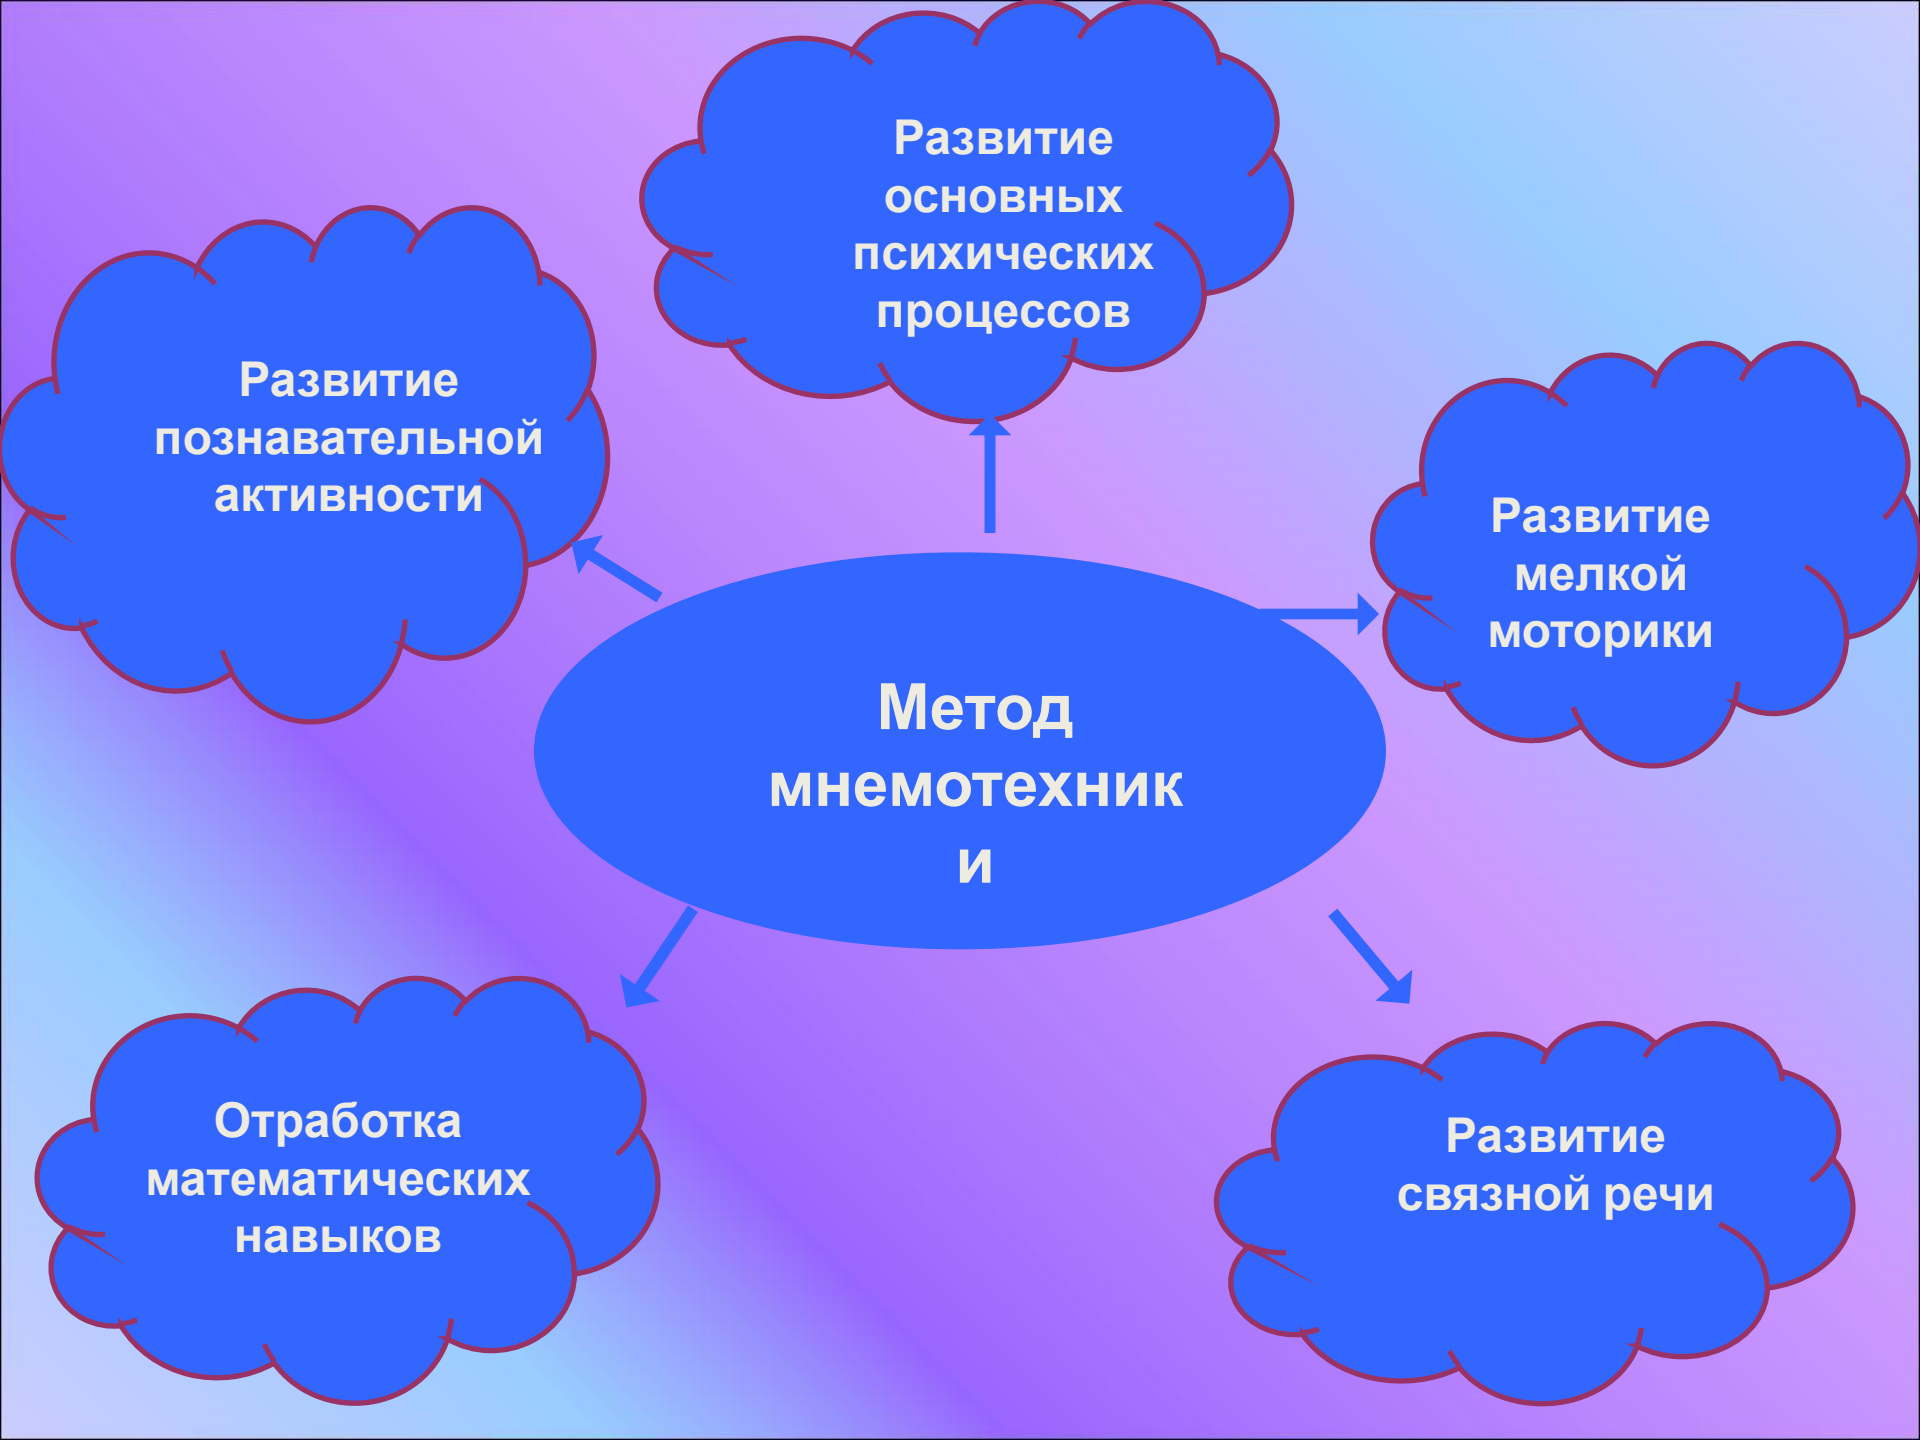 Развитие
основных
психических
процессов
Развитие
познавательной
активности
Развитие
мелкой
моторики
Метод
мнемотехник
и
Отработка
математических
навыков
Развитие
связной речи